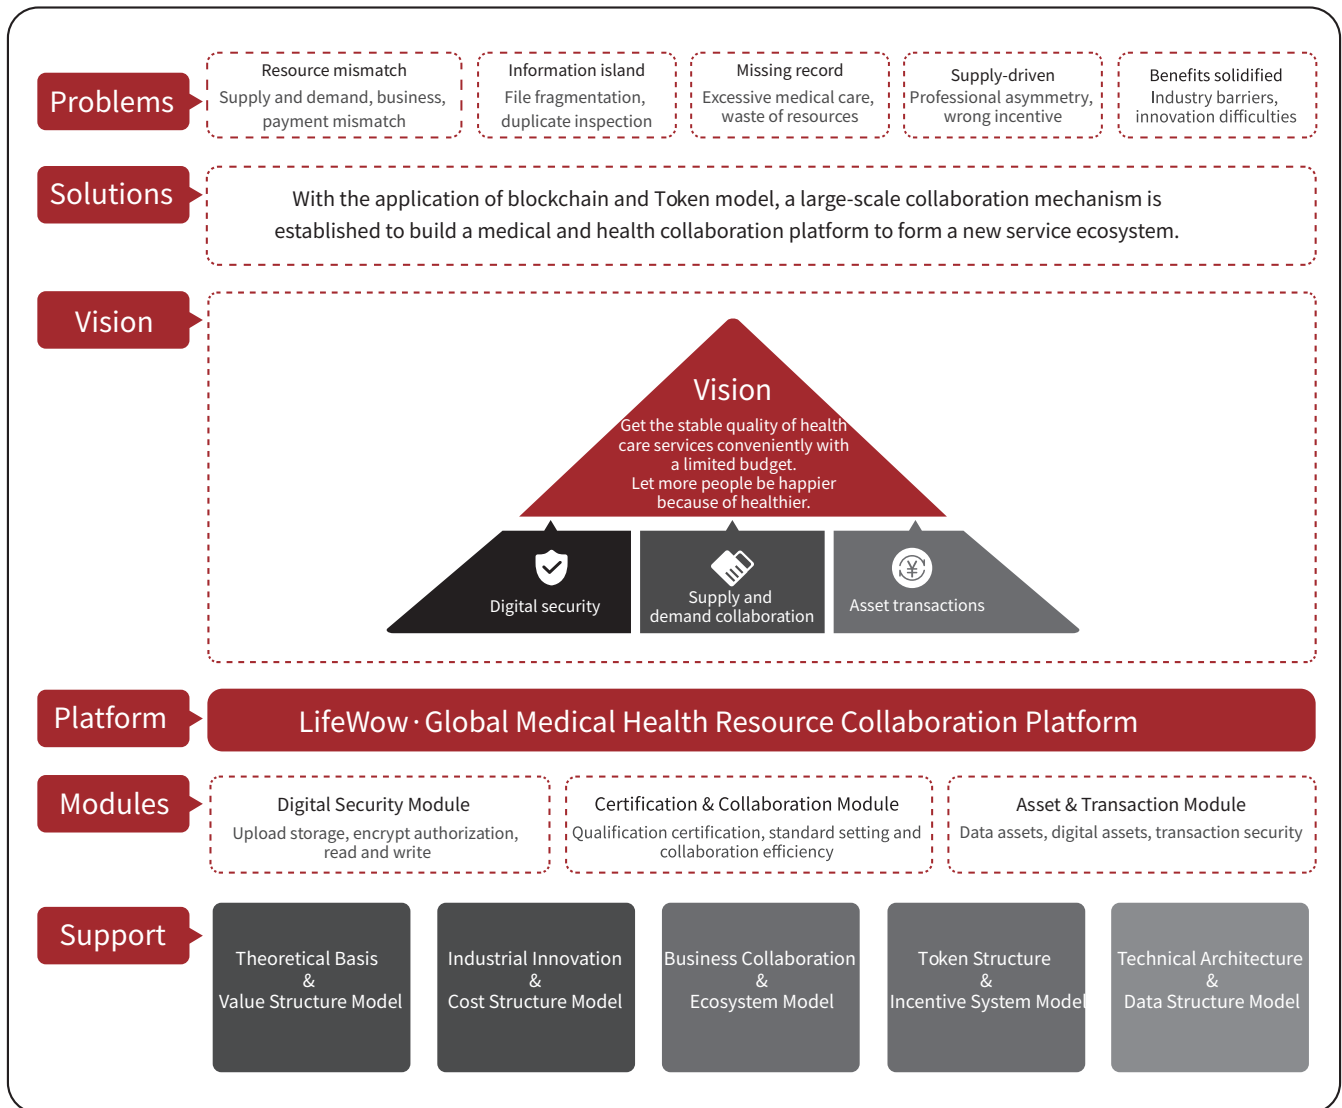 Problems
Resource mismatch
Supply and demand, business,
payment mismatch
Information island
File fragmentation,
duplicate inspection
Missing record
Excessive medical care,
waste of resources
Supply-driven
Professional asymmetry,
wrong incentive
Benefits solidified
Industry barriers,
innovation difficulties
Solutions
With the application of blockchain and Token model, a large-scale collaboration mechanism is
established to build a medical and health collaboration platform to form a new service ecosystem.
Vision
Vision
Get the stable quality of health
care services conveniently with
a limited budget.
Let more people be happier
because of healthier.
Digital security
Supply and
demand collaboration
¥
Asset transactions
Platform
LifeWow · Global Medical Health Resource Collaboration Platform
Modules
Digital Security Module
Upload storage, encrypt authorization,
read and write
Certification & Collaboration Module
Qualification certification, standard setting and
collaboration efficiency
Asset & Transaction Module
Data assets, digital assets, transaction security
Support
Theoretical Basis
&
Value Structure Model
Industrial Innovation
&
Cost Structure Model
Business Collaboration
&
Ecosystem Model
Token Structure
&
Incentive System Model
Technical Architecture
&
Data Structure Model